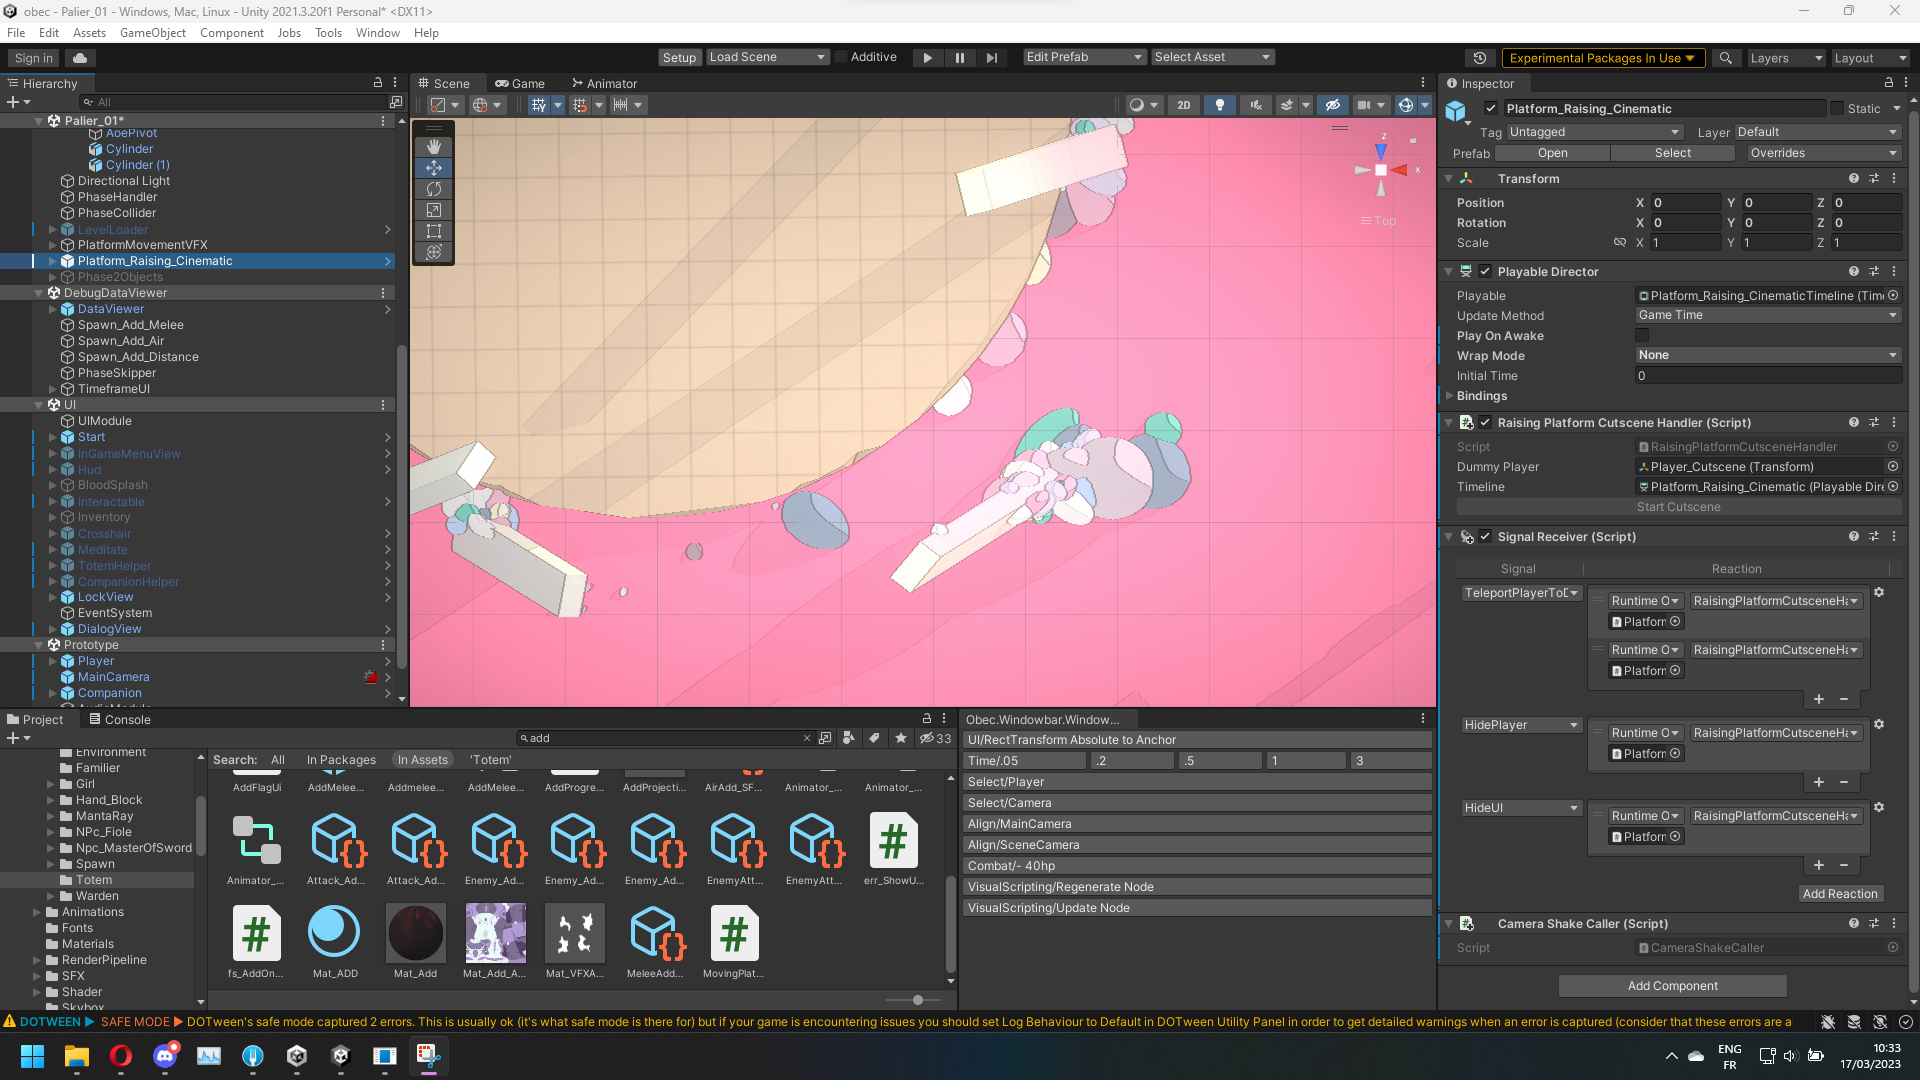 obec - Palier_01 - Windows, Mac, Linux - Unity 2021.3.20f1 Personal* <DX11>
File Edit Assets GameObject Component Jobs Tools Window Help
Sign in
Setup Load Scene Additive Edit Prefab Select Asset Experimental Packages In Use Layers Layout
Hierarchy
All
Palier_01*
AoePivot
Cylinder
Cylinder (1)
Directional Light
PhaseHandler
PhaseCollider
LevelLoader
PlatformMovementVFX
Platform_Raising_Cinematic
Phase2Objects
DebugDataViewer
DataViewer
Spawn_Add_Melee
Spawn_Add_Air
Spawn_Add_Distance
PhaseSkipper
TimeframeUI
UI
UIModule
Start
InGameMenuView
Hud
BloodSplash
Interactable
Inventory
Crosshair
Meditate
TotemHelper
CompanionHelper
LockView
EventSystem
DialogView
Prototype
Player
MainCamera
Companion
Scene Game Animator
2D
z
x
Top
Inspector
Platform_Raising_Cinematic Static
Tag Untagged Layer Default
Prefab Open Select Overrides
Transform
Position X 0 Y 0 Z 0
Rotation X 0 Y 0 Z 0
Scale X 1 Y 1 Z 1
Playable Director
Playable Platform_Raising_CinematicTimeline (Time
Update Method Game Time
Play On Awake
Wrap Mode None
Initial Time 0
Bindings
Raising Platform Cutscene Handler (Script)
Script RaisingPlatformCutsceneHandler
Dummy Player Player_Cutscene (Transform)
Timeline Platform_Raising_Cinematic (Playable Dire
Start Cutscene
Signal Receiver (Script)
Signal Reaction
TeleportPlayerToD Runtime O RaisingPlatformCutsceneHa
Platforn
Runtime O RaisingPlatformCutsceneHa
Platforn
HidePlayer Runtime O RaisingPlatformCutsceneHa
Platforn
HideUI Runtime O RaisingPlatformCutsceneHa
Platforn
Add Reaction
Camera Shake Caller (Script)
Script CameraShakeCaller
Add Component
Project Console
add 33
Environment
Familier
Girl
Hand_Block
MantaRay
NPc_Fiole
Npc_MasterOfSword
Spawn
Totem
Warden
Animations
Fonts
Materials
RenderPipeline
SFX
Shader
Skybox
Search: All In Packages In Assets 'Totem'
AddFlagUi AddMelee... Addmelee... AddMelee... AddProgre... AddProjecti... AirAdd_SF... Animator_... Animator_...
Animator_... Attack_Ad... Attack_Ad... Enemy_Ad... Enemy_Ad... Enemy_Ad... EnemyAtt... EnemyAtt... err_ShowU...
fs_AddOn... Mat_ADD Mat_Add Mat_Add_A... Mat_VFXA... MeleeAdd... MovingPlat...
Obec.Windowbar.Window...
UI/RectTransform Absolute to Anchor
Time/.05 .2 .5 1 3
Select/Player
Select/Camera
Align/MainCamera
Align/SceneCamera
Combat/- 40hp
VisualScripting/Regenerate Node
VisualScripting/Update Node
DOTWEEN ▶ SAFE MODE ▶ DOTween's safe mode captured 2 errors. This is usually ok (it's what safe mode is there for) but if your game is encountering issues you should set Log Behaviour to Default in DOTween Utility Panel in order to get detailed warnings when an error is captured (consider that these errors are a
ENG
FR
10:33
17/03/2023